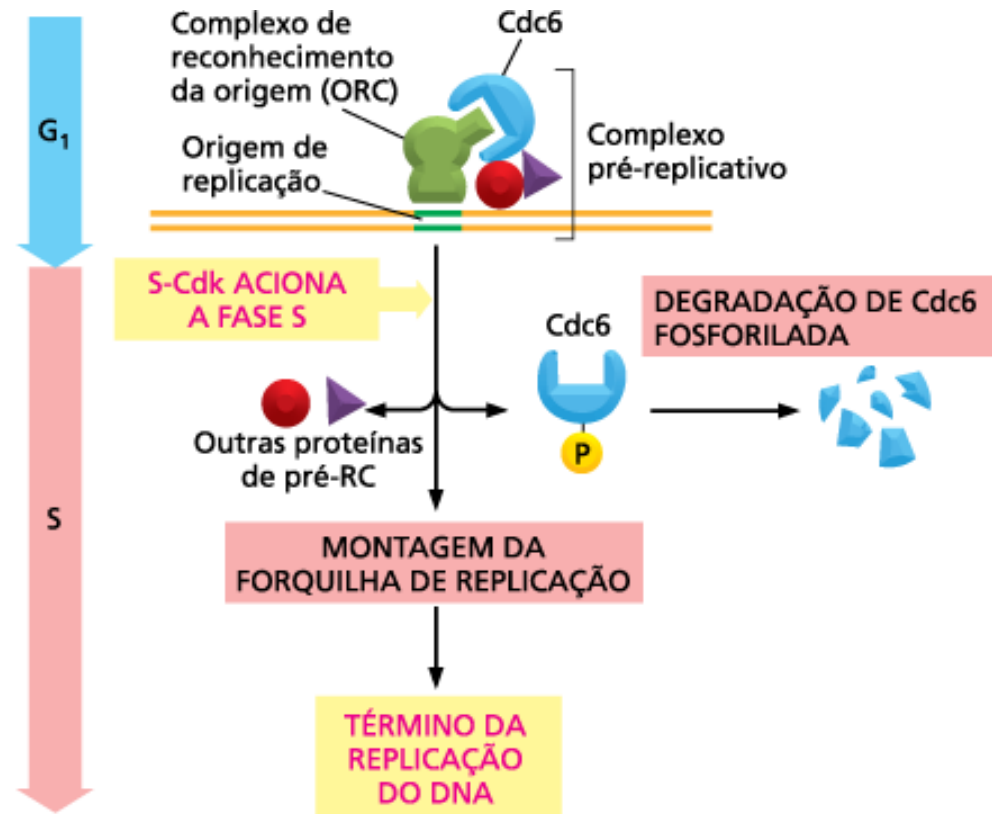 Complexo de
reconhecimento
da origem (ORC)
Cdc6
G1
Origem de
replicação
Complexo
pré-replicativo
S-Cdk ACIONA
A FASE S
Cdc6
DEGRADAÇÃO DE Cdc6
FOSFORILADA
Outras proteínas
de pré-RC
P
S
MONTAGEM DA
FORQUILHA DE REPLICAÇÃO
TÉRMINO DA
REPLICAÇÃO
DO DNA